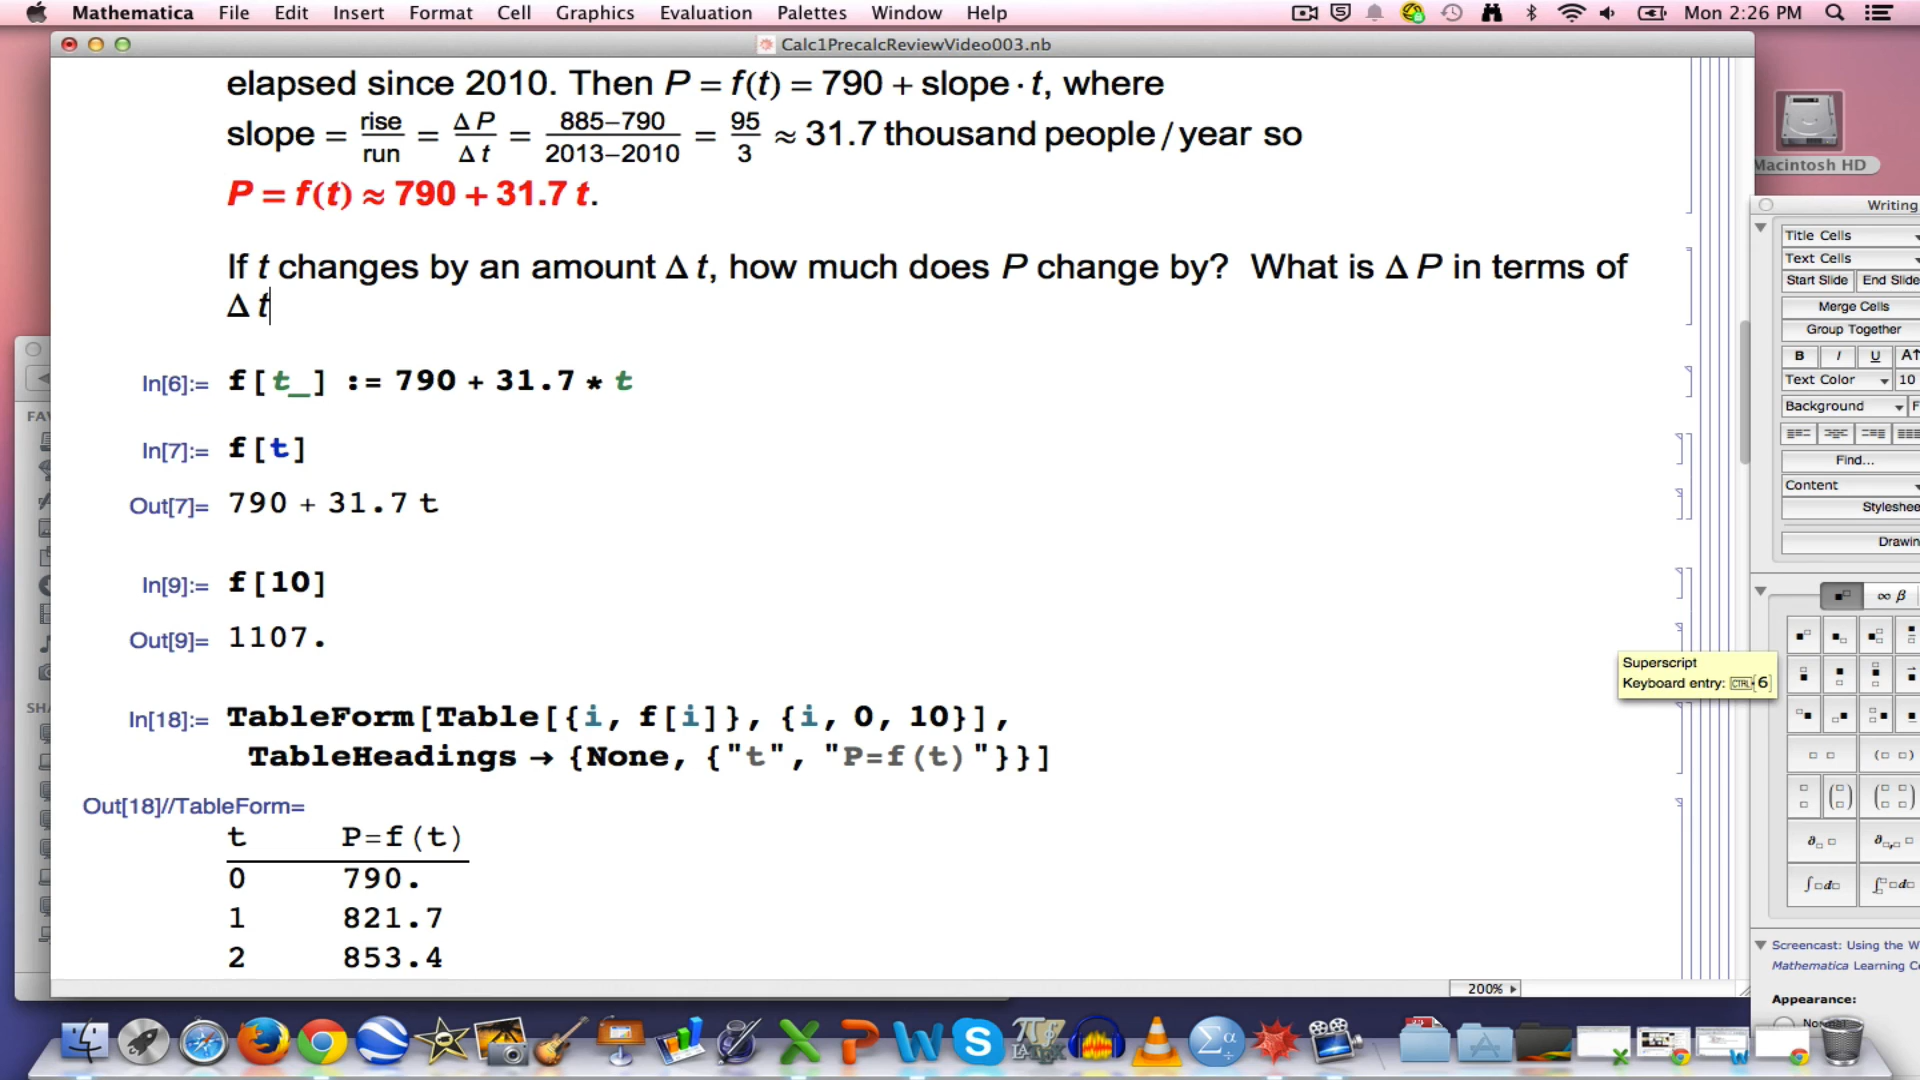 Mathematica File Edit Insert Format Cell Graphics Evaluation Palettes Window Help Mon 2:26 PM
Calc1PrecalcReviewVideo003.nb
elapsed since 2010. Then P = f(t) = 790 + slope · t, where
slope = rise/run = Δ P/Δ t = 885−790/2013−2010 = 95/3 ≈ 31.7 thousand people / year so
P = f(t) ≈ 790 + 31.7 t.
If t changes by an amount Δ t, how much does P change by? What is Δ P in terms of
Δ t
In[6]:= f[t_] := 790 + 31.7 * t
In[7]:= f[t]
Out[7]= 790 + 31.7 t
In[9]:= f[10]
Out[9]= 1107.
In[18]:= TableForm[Table[{i, f[i]}, {i, 0, 10}],
TableHeadings → {None, {"t", "P=f(t)"}}]
Out[18]//TableForm=
t P=f(t)
0 790.
1 821.7
2 853.4
200%
FAV
SHA
Macintosh HD
Writing
Title Cells
Text Cells
Start Slide End Slide
Merge Cells
Group Together
B I U A
Text Color 10
Background F
Find...
Content
Styleshee
Drawin
∞ β
Superscript
Keyboard entry: CTRL 6
Screencast: Using the W
Mathematica Learning Ce
Appearance: